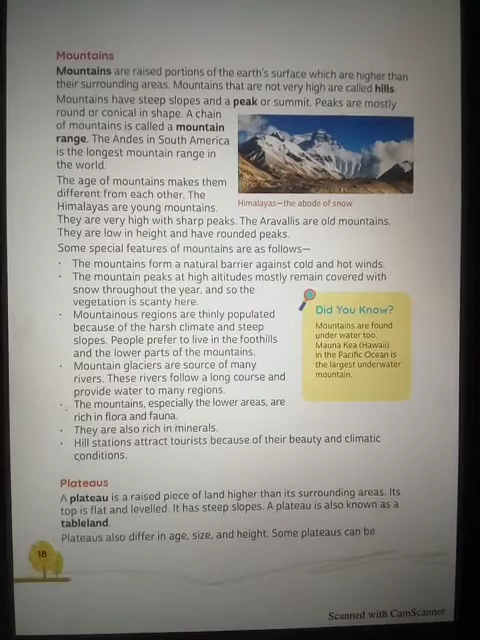 Mountains
Mountains are raised portions of the earth's surface which are higher than
their surrounding areas. Mountains that are not very high are called hills.
Mountains have steep slopes and a peak or summit. Peaks are mostly
round or conical in shape. A chain
of mountains is called a mountain
range. The Andes in South America
is the longest mountain range in
the world.
Himalayas—the abode of snow
The age of mountains makes them
different from each other. The
Himalayas are young mountains.
They are very high with sharp peaks. The Aravallis are old mountains.
They are low in height and have rounded peaks.
Some special features of mountains are as follows—
· The mountains form a natural barrier against cold and hot winds.
· The mountain peaks at high altitudes mostly remain covered with
snow throughout the year, and so the
vegetation is scanty here.
· Mountainous regions are thinly populated
because of the harsh climate and steep
slopes. People prefer to live in the foothills
and the lower parts of the mountains.
· Mountain glaciers are source of many
rivers. These rivers follow a long course and
provide water to many regions.
· The mountains, especially the lower areas, are
rich in flora and fauna.
· They are also rich in minerals.
· Hill stations attract tourists because of their beauty and climatic
conditions.
Did You Know?
Mountains are found
under water too.
Mauna Kea (Hawaii)
in the Pacific Ocean is
the largest underwater
mountain.
Plateaus
A plateau is a raised piece of land higher than its surrounding areas. Its
top is flat and levelled. It has steep slopes. A plateau is also known as a
tableland.
Plateaus also differ in age, size, and height. Some plateaus can be
18
Scanned with CamScanner